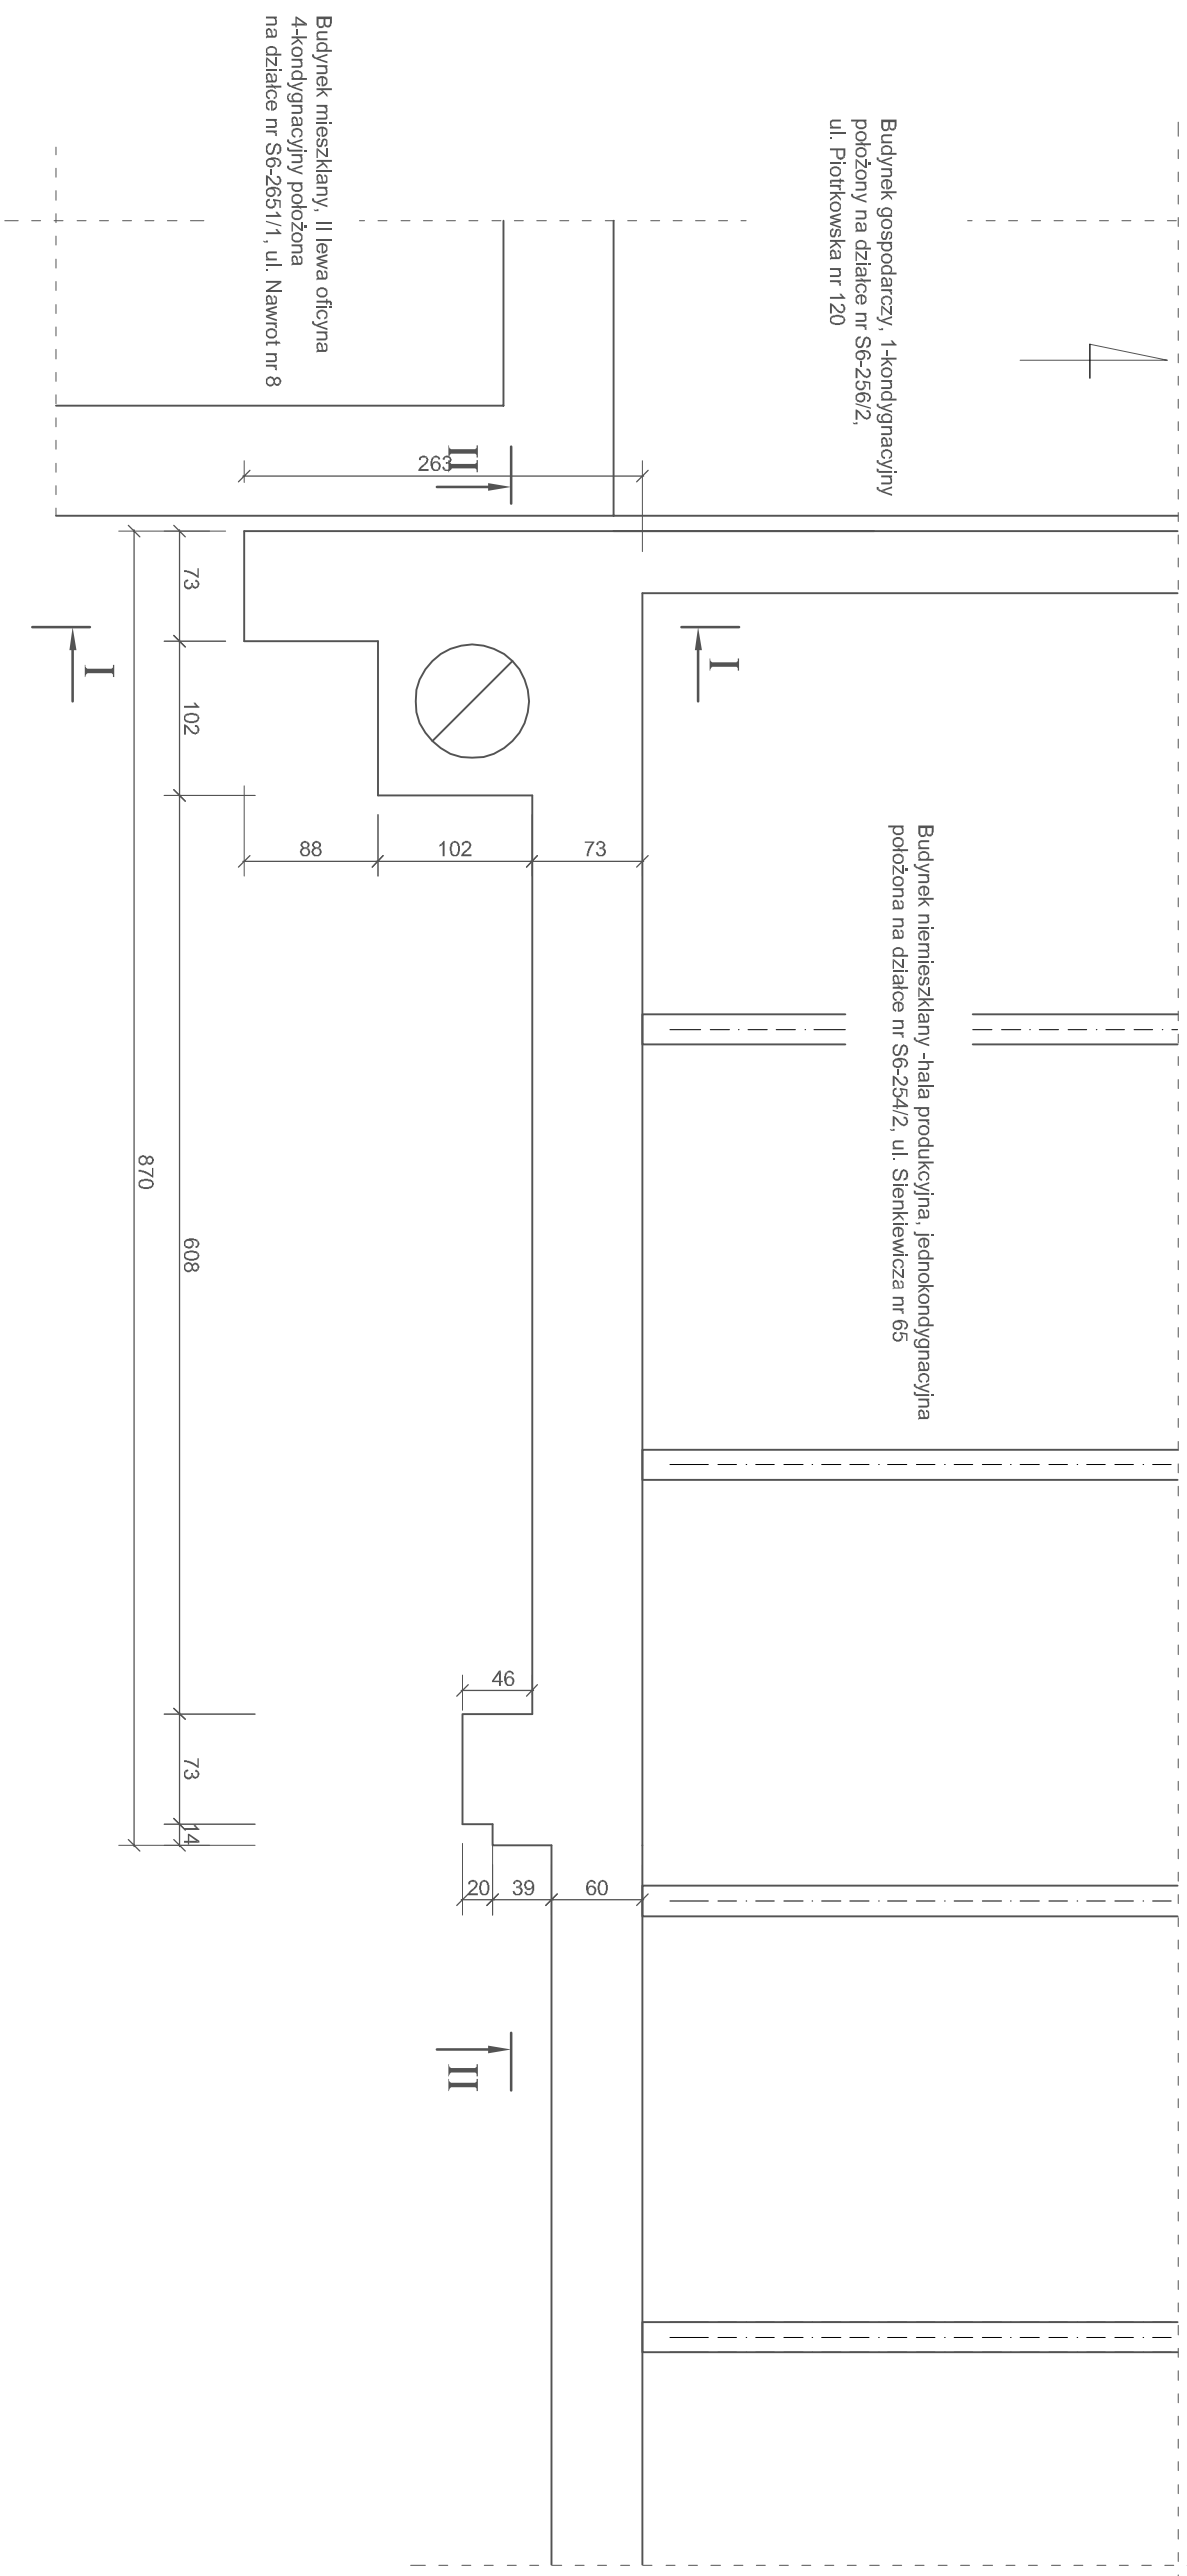 Budynek gospodarczy, 1-kondygnacyjny
położony na działce nr S6-256/2,
ul. Piotrkowska nr 120
Budynek mieszklany, II lewa oficyna
4-kondygnacyjny położona
na działce nr S6-2651/1, ul. Nawrot nr 8
Budynek niemieszklany -hala produkcyjna, jednokondygnacyjna
położona na działce nr S6-254/2, ul. Sienkiewicza nr 65
263
II
I
I
73
102
608
73
14
870
88
102
73
46
20
39
60
II